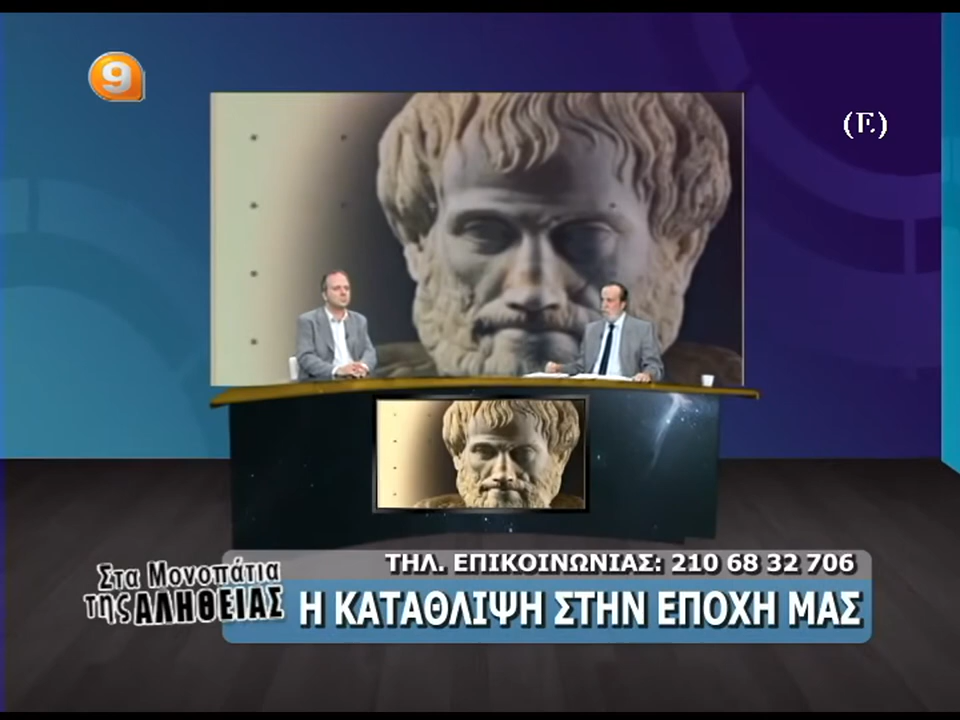 9
(Ε)
ΤΗΛ. ΕΠΙΚΟΙΝΩΝΙΑΣ: 210 68 32 706
Στα Μονοπάτια
της ΑΛΗΘΕΙΑΣ
Η ΚΑΤΑΘΛΙΨΗ ΣΤΗΝ ΕΠΟΧΗ ΜΑΣ